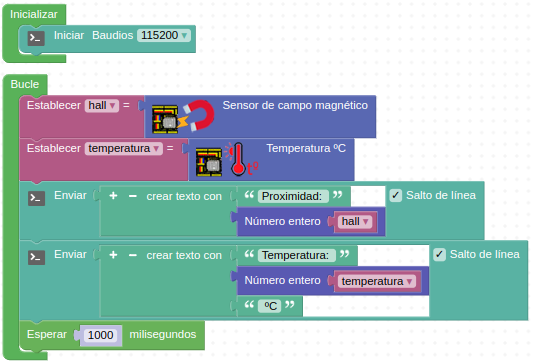 Inicializar
Iniciar Baudios 115200
Bucle
Establecer hall = Sensor de campo magnético
Establecer temperatura = Temperatura ºC
Enviar + − crear texto con “ Proximidad: ” Salto de línea
Número entero hall
Enviar + − crear texto con “ Temperatura: ” Salto de línea
Número entero temperatura
“ ºC ”
Esperar 1000 milisegundos